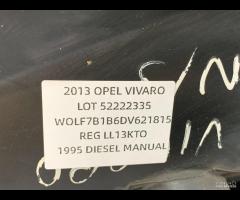 2013 OPEL VIVARO
LOT 52222335
WOLF7B1B6DV621815
REG LL13KTO
1995 DIESEL MANUAL